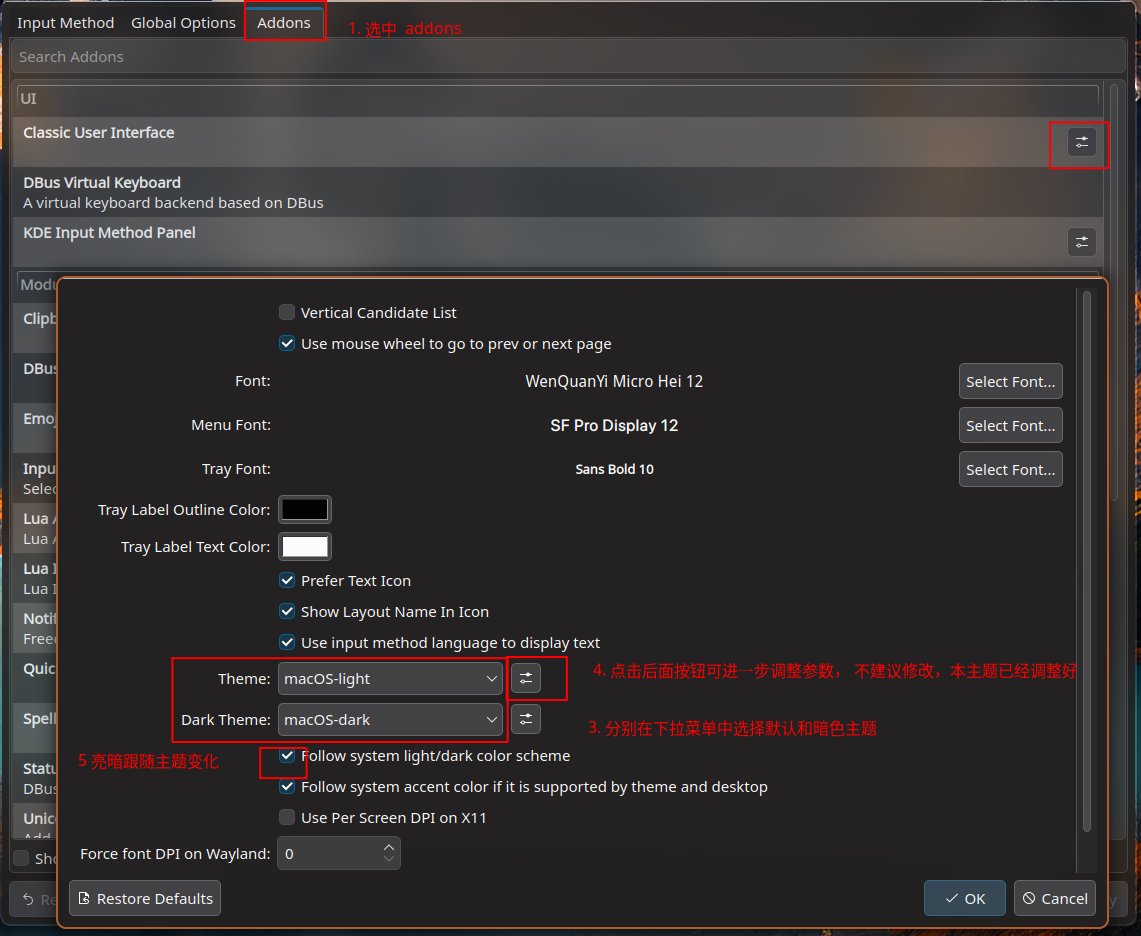 Input Method Global Options Addons
1. 选中 addons
Search Addons
UI
Classic User Interface
DBus Virtual Keyboard
A virtual keyboard backend based on DBus
KDE Input Method Panel
Modu
Clipb
DBus
Emoj
Inpu
Selec
Lua A
Lua A
Lua I
Lua I
Notif
Freed
Quic
Spell
Statu
DBus
Unic
Add
Sho
Re
Vertical Candidate List
Use mouse wheel to go to prev or next page
Font: WenQuanYi Micro Hei 12 Select Font...
Menu Font: SF Pro Display 12 Select Font...
Tray Font: Sans Bold 10 Select Font...
Tray Label Outline Color:
Tray Label Text Color:
Prefer Text Icon
Show Layout Name In Icon
Use input method language to display text
Theme: macOS-light
4. 点击后面按钮可进一步调整参数， 不建议修改，本主题已经调整好
Dark Theme: macOS-dark
3. 分别在下拉菜单中选择默认和暗色主题
5 亮暗跟随主题变化
Follow system light/dark color scheme
Follow system accent color if it is supported by theme and desktop
Use Per Screen DPI on X11
Force font DPI on Wayland: 0
Restore Defaults OK Cancel
y